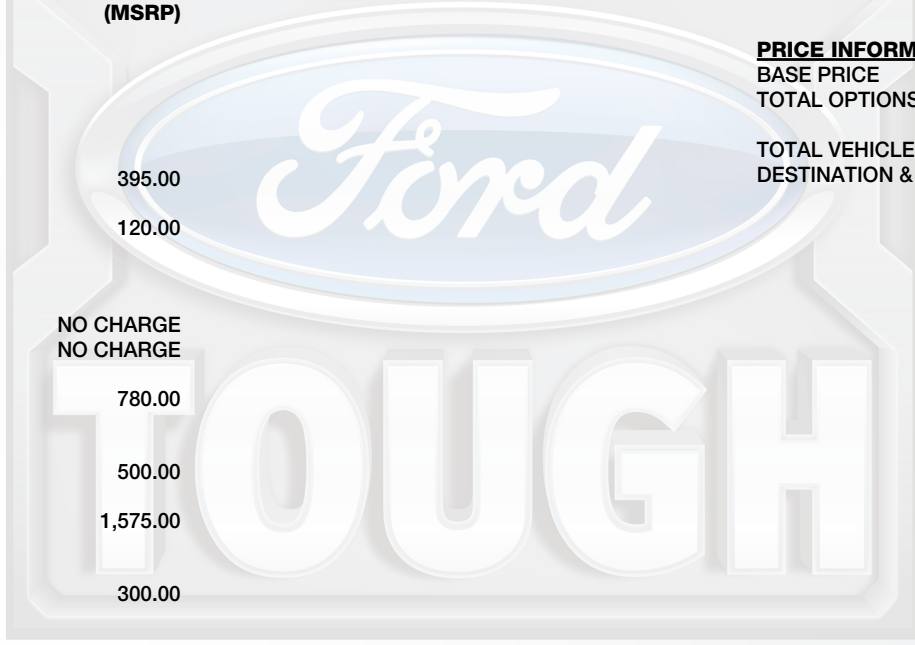 (MSRP)
PRICE INFORM
BASE PRICE
TOTAL OPTIONS
TOTAL VEHICLE
DESTINATION &
395.00
120.00
NO CHARGE
NO CHARGE
780.00
500.00
1,575.00
300.00
Ford
TOUGH